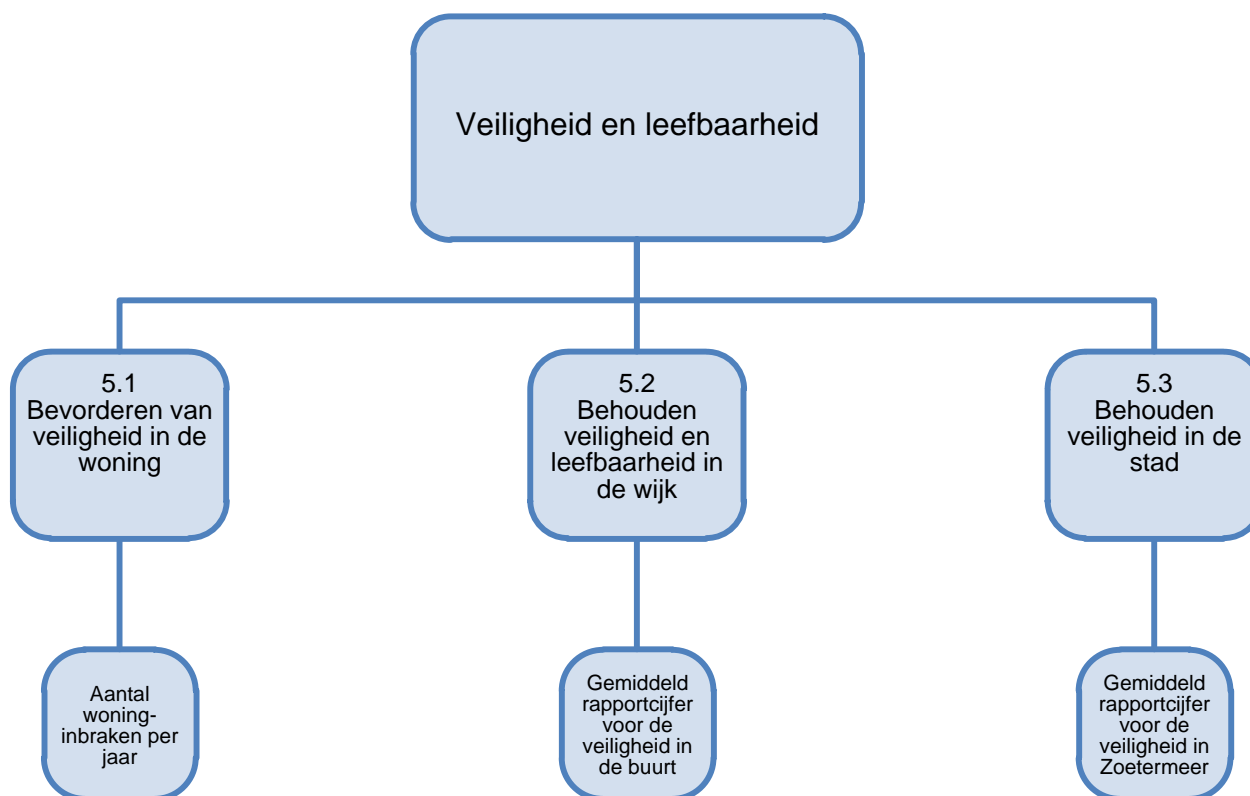 Veiligheid en leefbaarheid
5.1
Bevorderen van
veiligheid in de
woning
5.2
Behouden
veiligheid en
leefbaarheid in
de wijk
5.3
Behouden
veiligheid in de
stad
Aantal
woning-
inbraken per
jaar
Gemiddeld
rapportcijfer
voor de
veiligheid in
de buurt
Gemiddeld
rapportcijfer
voor de
veiligheid in
Zoetermeer